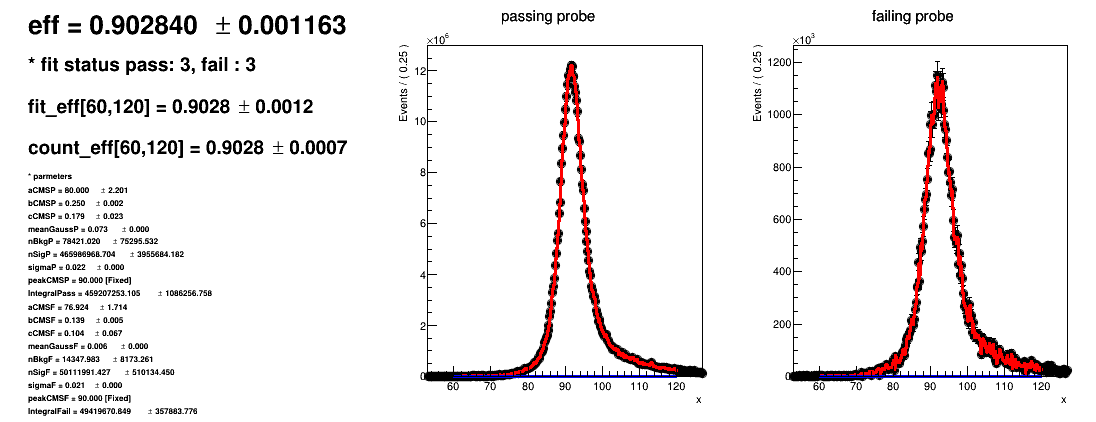 eff = 0.902840 ± 0.001163
* fit status pass: 3, fail : 3
fit_eff[60,120] = 0.9028 ± 0.0012
count_eff[60,120] = 0.9028 ± 0.0007
* parmeters
aCMSP = 80.000 ± 2.201
bCMSP = 0.250 ± 0.002
cCMSP = 0.179 ± 0.023
meanGaussP = 0.073 ± 0.000
nBkgP = 78421.020 ± 75295.532
nSigP = 465986968.704 ± 3955684.182
sigmaP = 0.022 ± 0.000
peakCMSP = 90.000 [Fixed]
IntegralPass = 459207253.105 ± 1086256.758
aCMSF = 76.924 ± 1.714
bCMSF = 0.139 ± 0.005
cCMSF = 0.104 ± 0.067
meanGaussF = 0.006 ± 0.000
nBkgF = 14347.983 ± 8173.261
nSigF = 50111991.427 ± 510134.450
sigmaF = 0.021 ± 0.000
peakCMSF = 90.000 [Fixed]
IntegralFail = 49419670.849 ± 357883.776
passing probe
×10⁶
Events / ( 0.25 )
12
10
8
6
4
2
0
60 70 80 90 100 110 120
x
failing probe
×10³
Events / ( 0.25 )
1200
1000
800
600
400
200
0
60 70 80 90 100 110 120
x